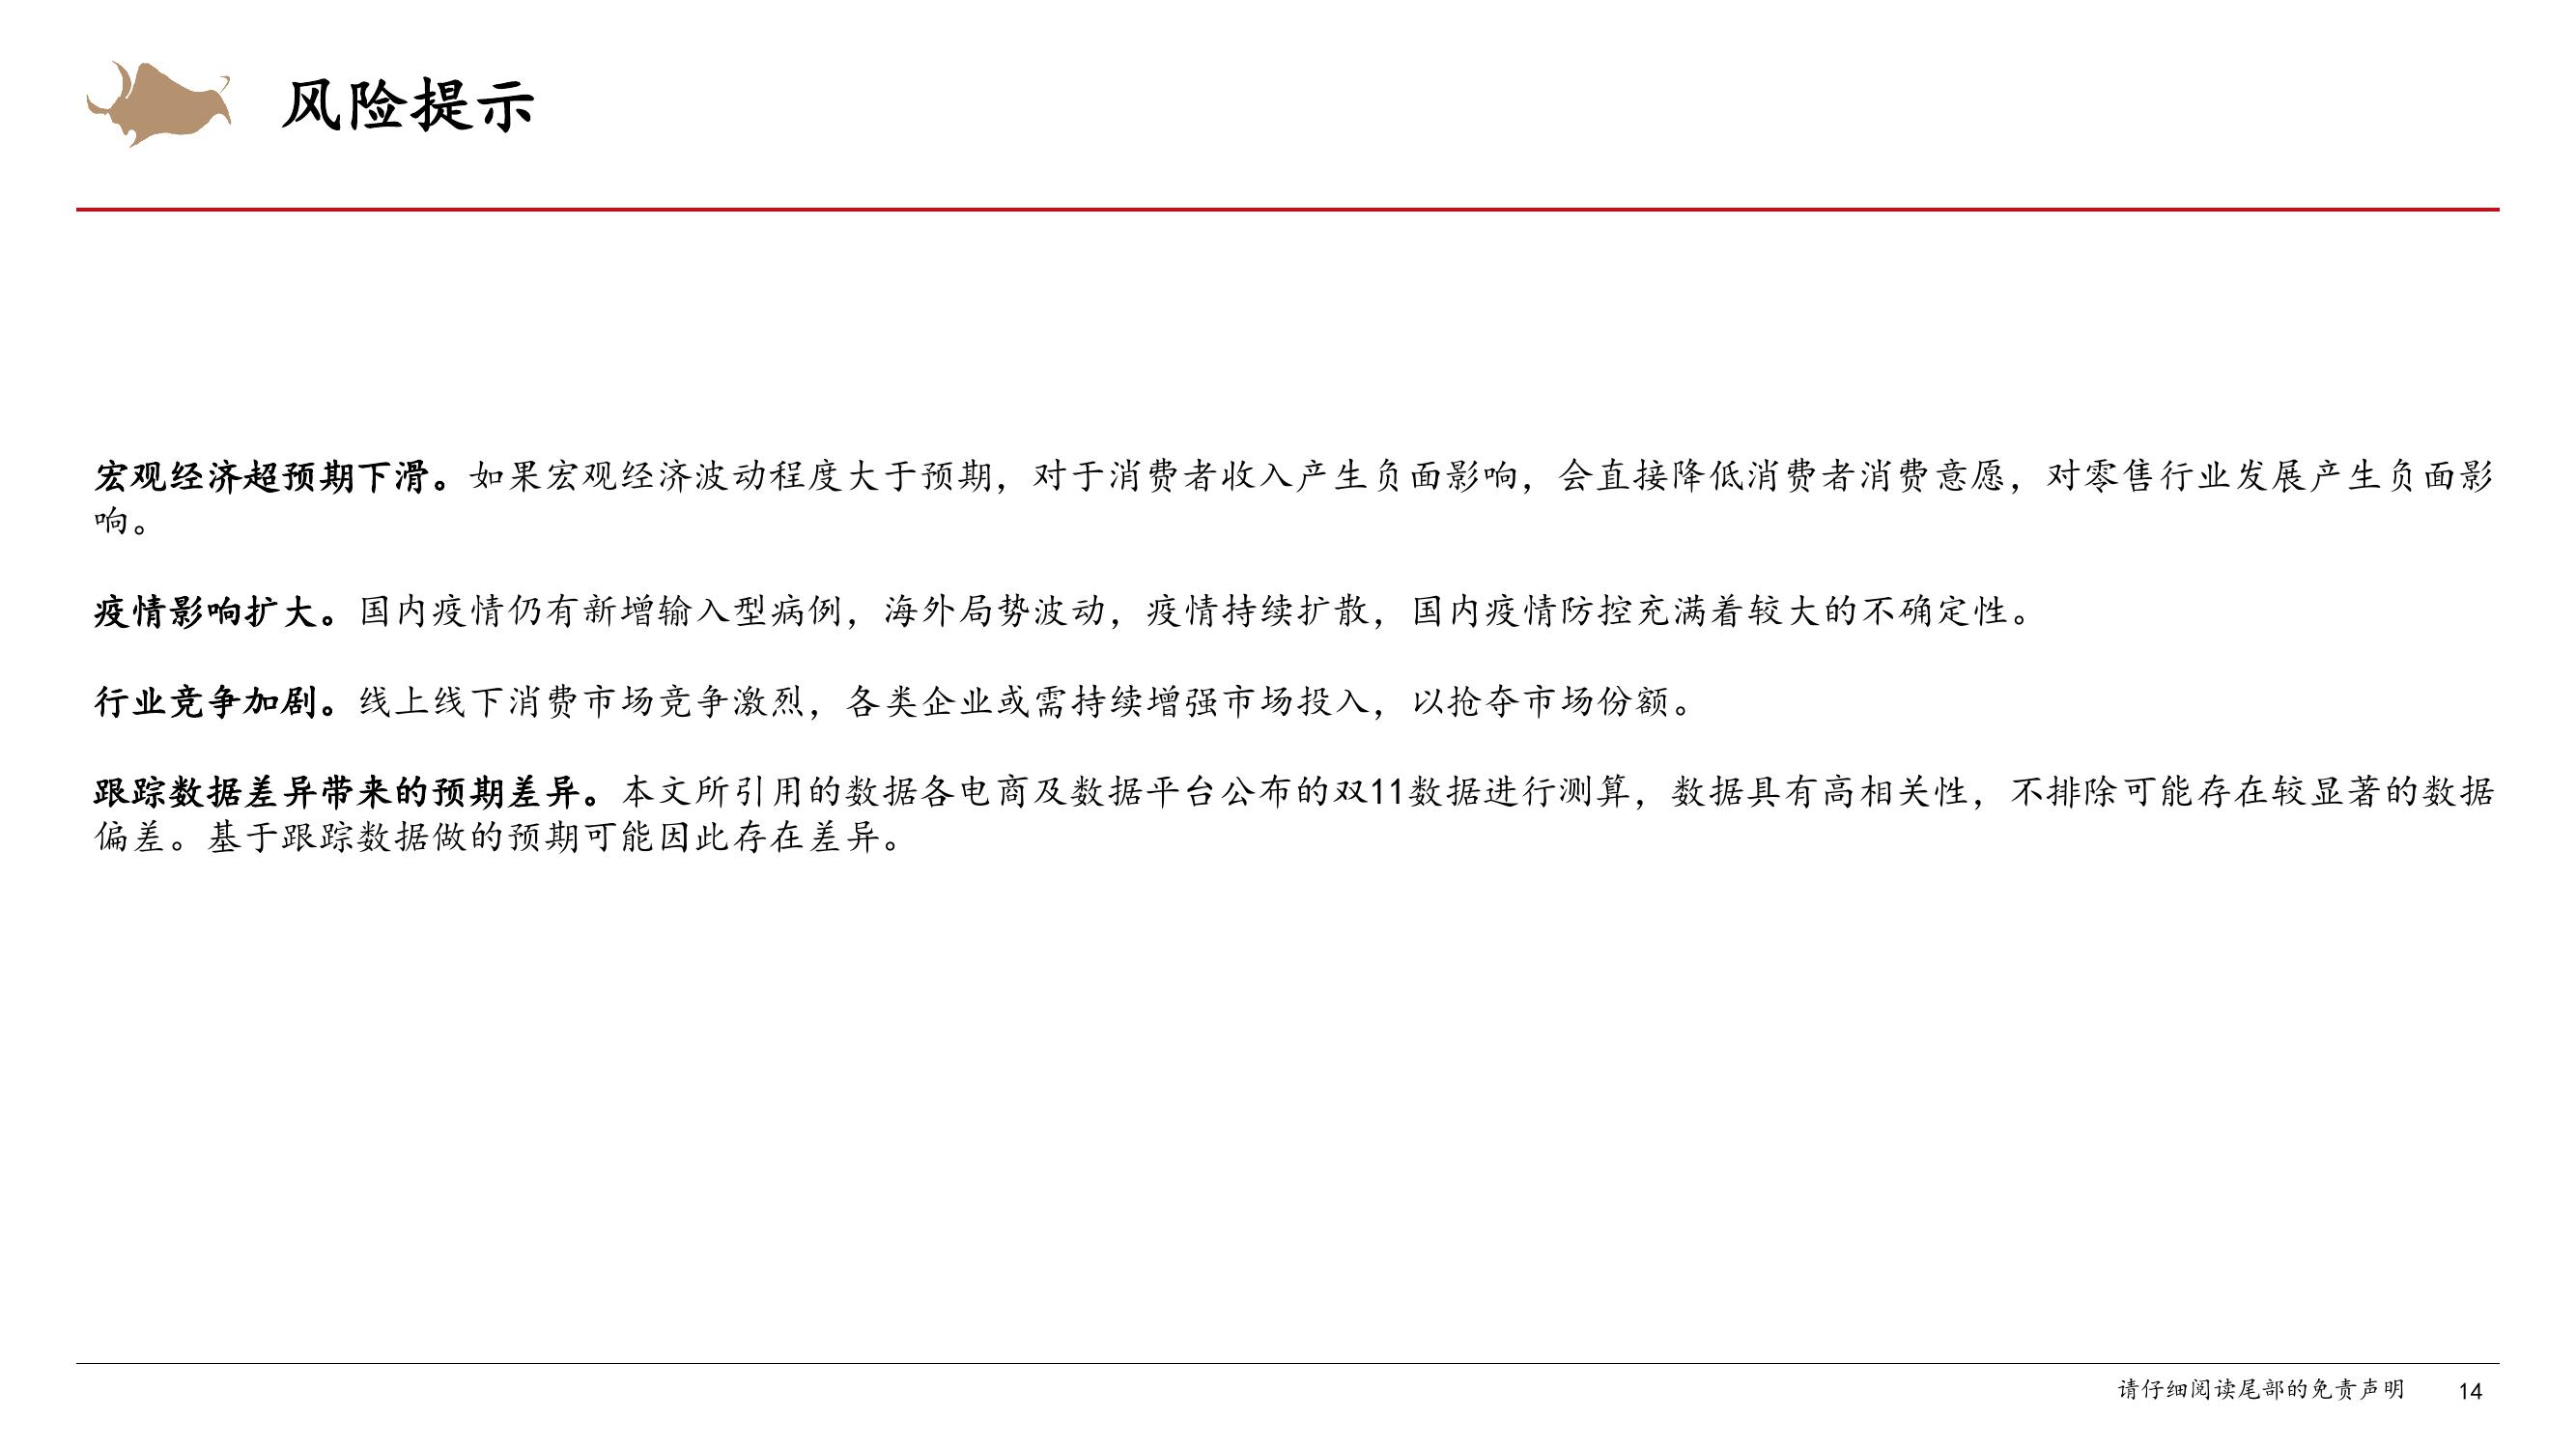 风险提示
宏观经济超预期下滑。如果宏观经济波动程度大于预期，对于消费者收入产生负面影响，会直接降低消费者消费意愿，对零售行业发展产生负面影
响。
疫情影响扩大。国内疫情仍有新增输入型病例，海外局势波动，疫情持续扩散，国内疫情防控充满着较大的不确定性。
行业竞争加剧。线上线下消费市场竞争激烈，各类企业或需持续增强市场投入，以抢夺市场份额。
跟踪数据差异带来的预期差异。本文所引用的数据各电商及数据平台公布的双11数据进行测算，数据具有高相关性，不排除可能存在较显著的数据
偏差。基于跟踪数据做的预期可能因此存在差异。
请仔细阅读尾部的免责声明 14